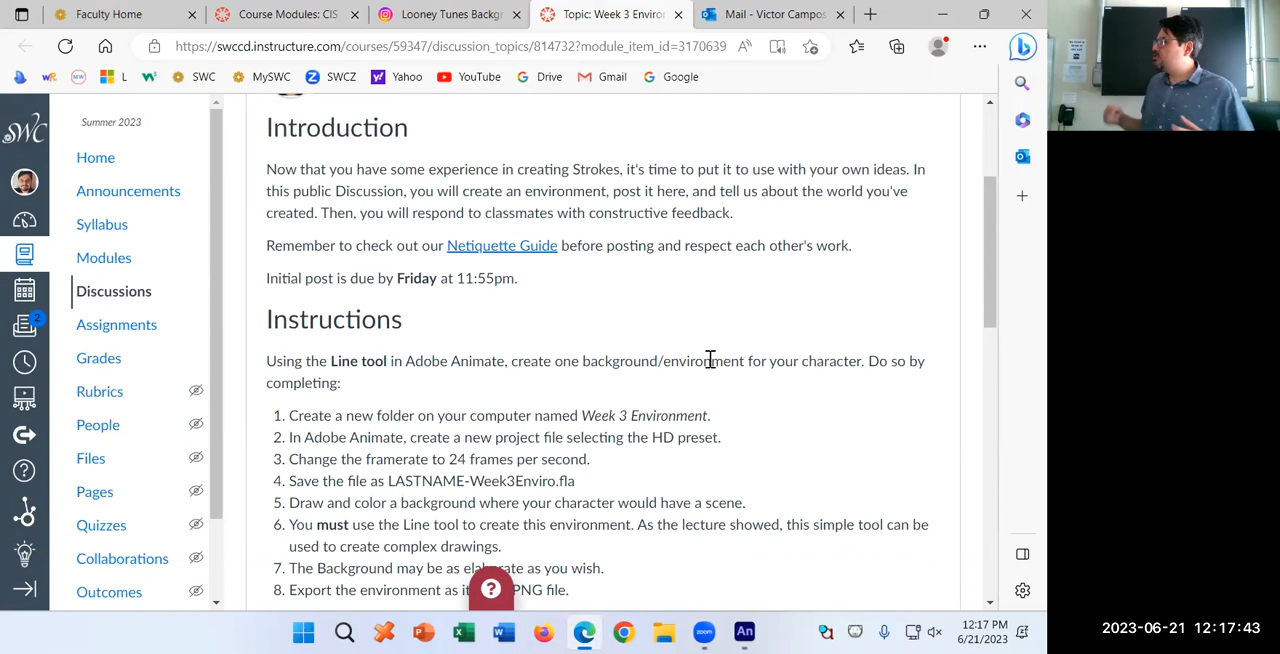 Faculty Home
Course Modules: CIS
Looney Tunes Backg
Topic: Week 3 Enviro
Mail - Victor Campos
https://swccd.instructure.com/courses/59347/discussion_topics/814732?module_item_id=3170639
L
SWC
MySWC
SWCZ
Yahoo
YouTube
Drive
Gmail
Google
SWC
Summer 2023
Home
Announcements
Syllabus
Modules
Discussions
Assignments
Grades
Rubrics
People
Files
Pages
Quizzes
Collaborations
Outcomes
2
Introduction
Now that you have some experience in creating Strokes, it's time to put it to use with your own ideas. In
this public Discussion, you will create an environment, post it here, and tell us about the world you've
created. Then, you will respond to classmates with constructive feedback.
Remember to check out our Netiquette Guide before posting and respect each other's work.
Initial post is due by Friday at 11:55pm.
Instructions
Using the Line tool in Adobe Animate, create one background/environment for your character. Do so by
completing:
1. Create a new folder on your computer named Week 3 Environment.
2. In Adobe Animate, create a new project file selecting the HD preset.
3. Change the framerate to 24 frames per second.
4. Save the file as LASTNAME-Week3Enviro.fla
5. Draw and color a background where your character would have a scene.
6. You must use the Line tool to create this environment. As the lecture showed, this simple tool can be
used to create complex drawings.
7. The Background may be as elaborate as you wish.
8. Export the environment as it PNG file.
zoom
An
12:17 PM
6/21/2023
2023-06-21 12:17:43